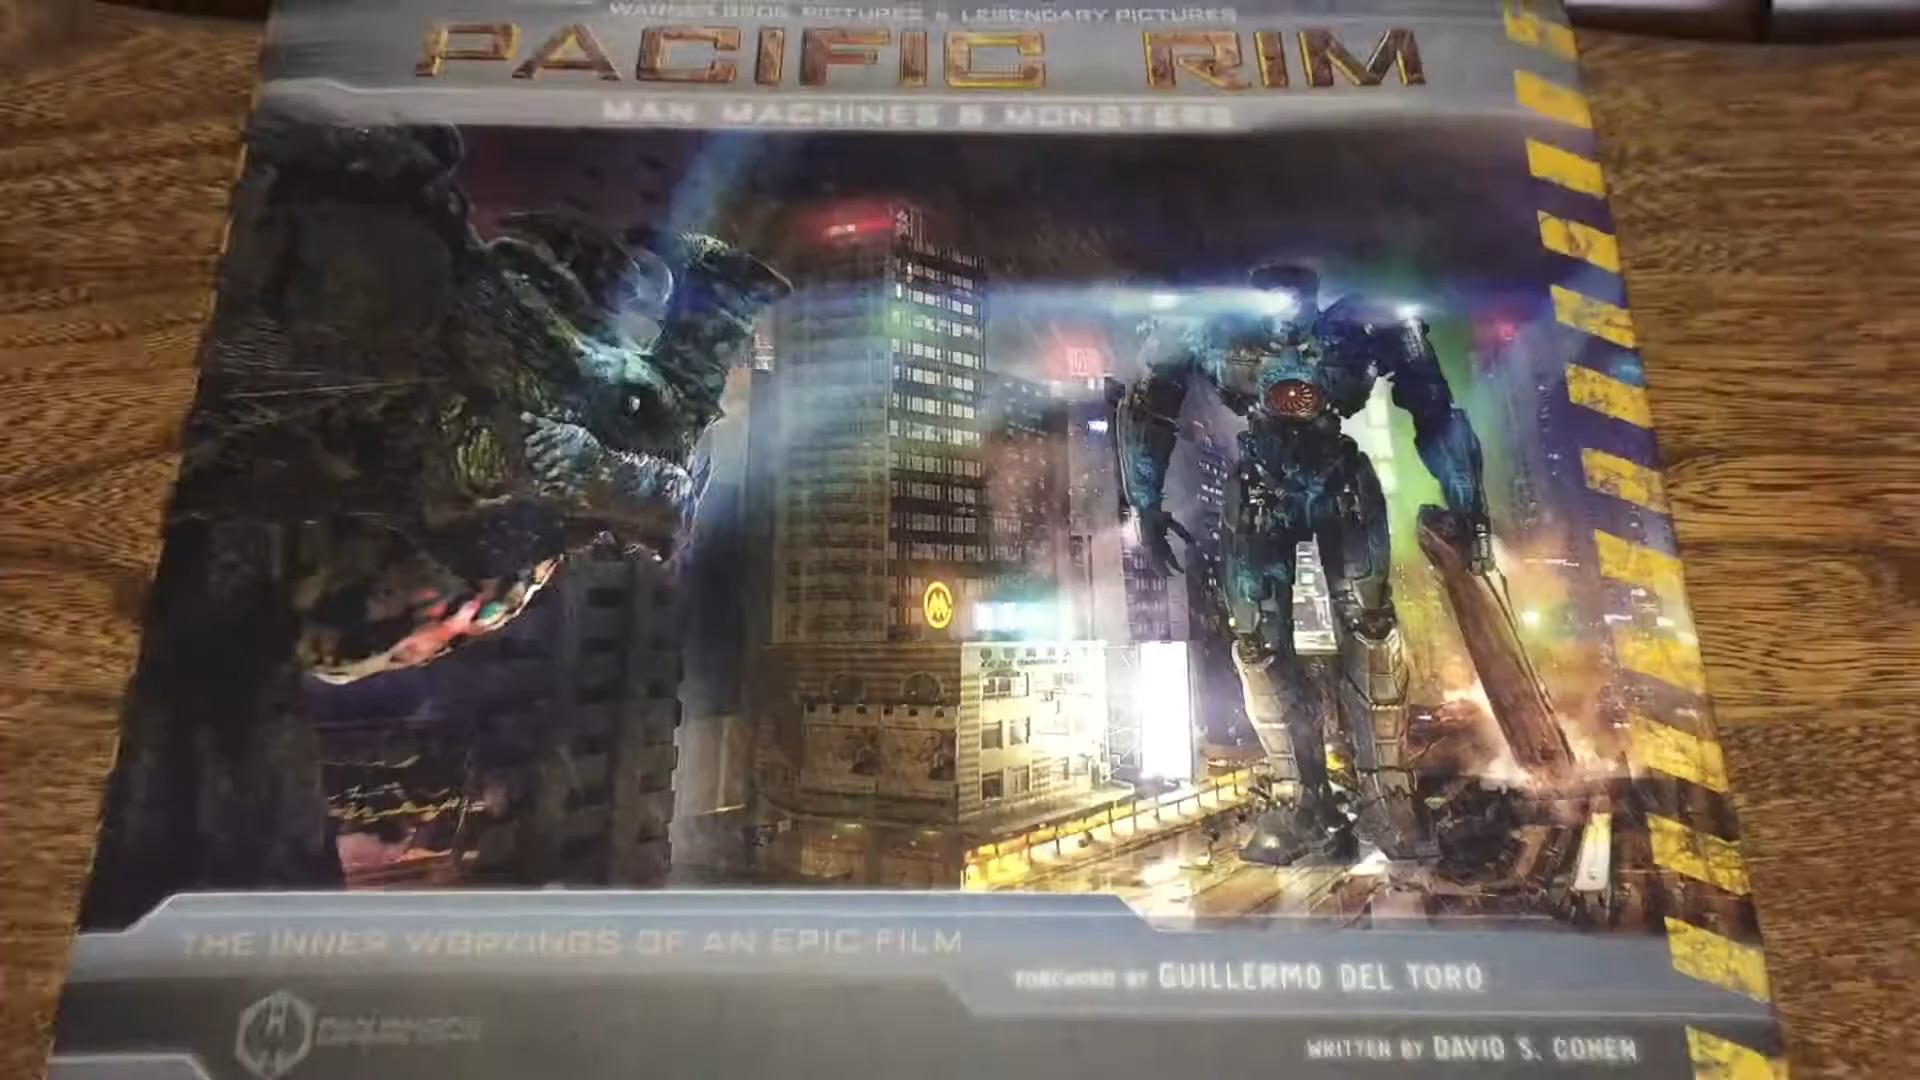 WARNER BROS. PICTURES & LEGENDARY PICTURES
PACIFIC RIM
MAN, MACHINES & MONSTERS
THE INNER WORKINGS OF AN EPIC FILM
FOREWORD BY GUILLERMO DEL TORO
WRITTEN BY DAVID S. COHEN